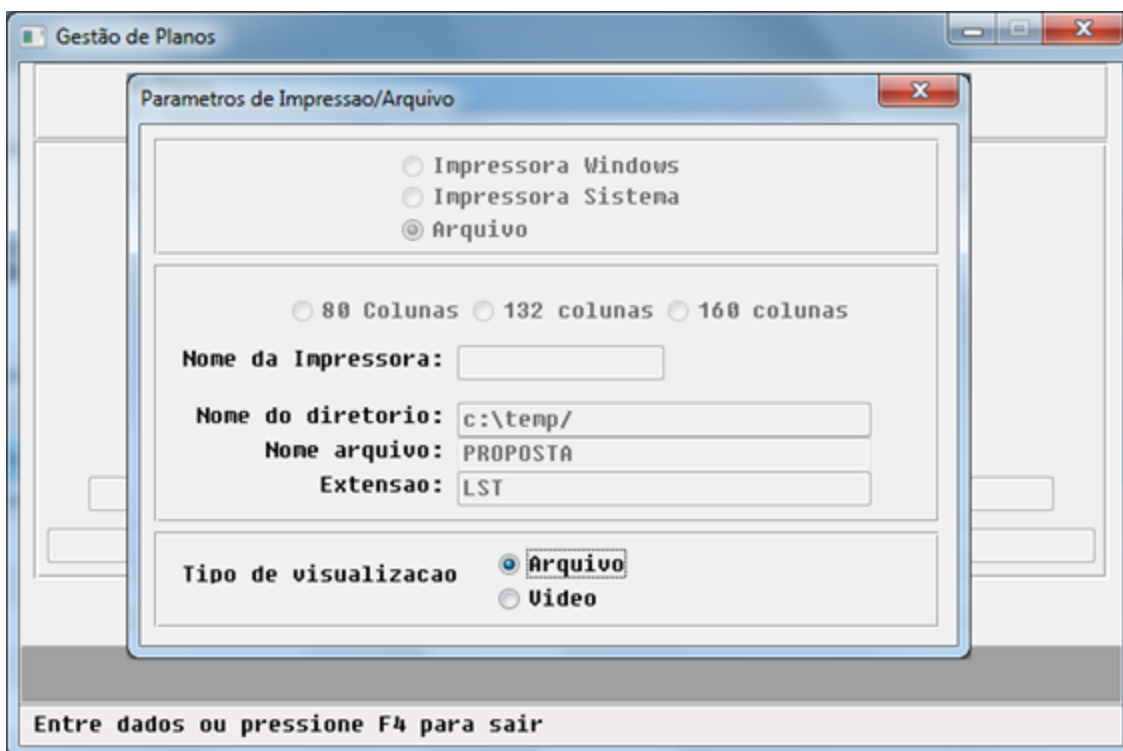 Gestão de Planos
Parametros de Impressao/Arquivo
Impressora Windows
Impressora Sistema
Arquivo
80 Colunas 132 colunas 160 colunas
Nome da Impressora:
Nome do diretorio: c:\temp/
Nome arquivo: PROPOSTA
Extensao: LST
Tipo de visualizacao Arquivo
Video
Entre dados ou pressione F4 para sair